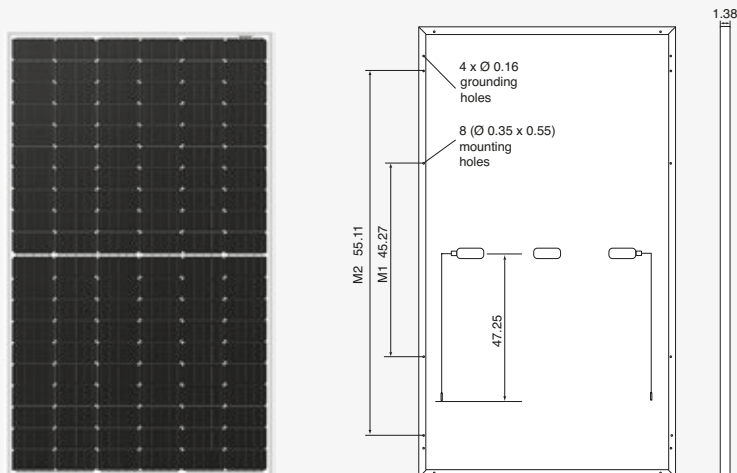 1.38
4 x Ø 0.16
grounding
holes
8 (Ø 0.35 x 0.55)
mounting
holes
M2 55.11
M1 45.27
47.25